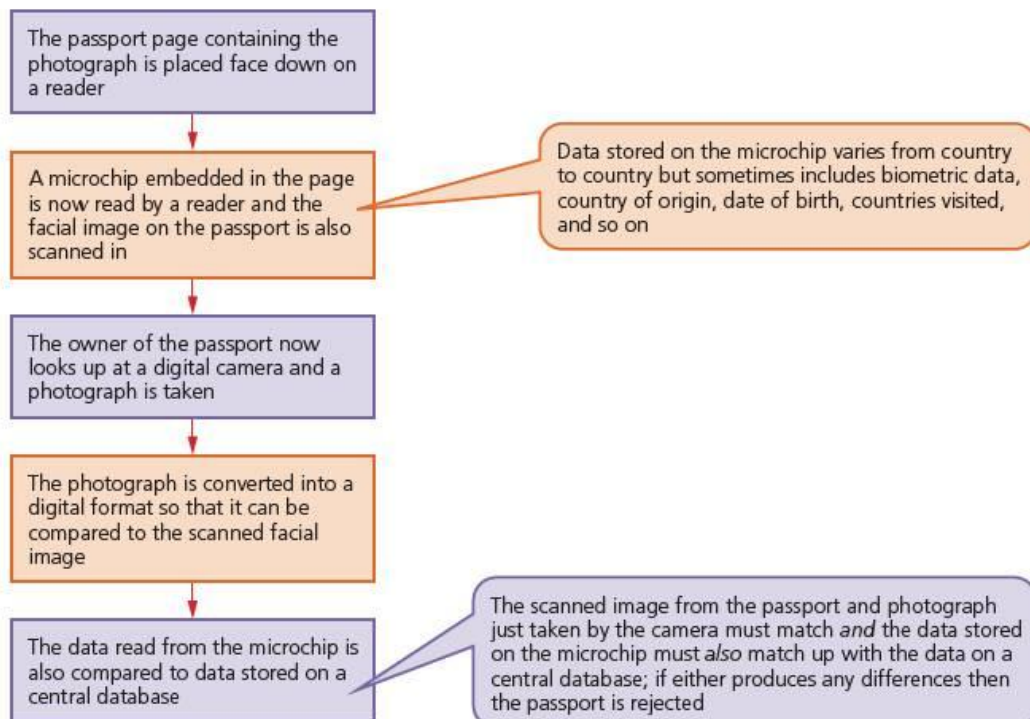 The passport page containing the
photograph is placed face down on
a reader
A microchip embedded in the page
is now read by a reader and the
facial image on the passport is also
scanned in
Data stored on the microchip varies from country
to country but sometimes includes biometric data,
country of origin, date of birth, countries visited,
and so on
The owner of the passport now
looks up at a digital camera and a
photograph is taken
The photograph is converted into a
digital format so that it can be
compared to the scanned facial
image
The data read from the microchip is
also compared to data stored on a
central database
The scanned image from the passport and photograph
just taken by the camera must match and the data stored
on the microchip must also match up with the data on a
central database; if either produces any differences then
the passport is rejected